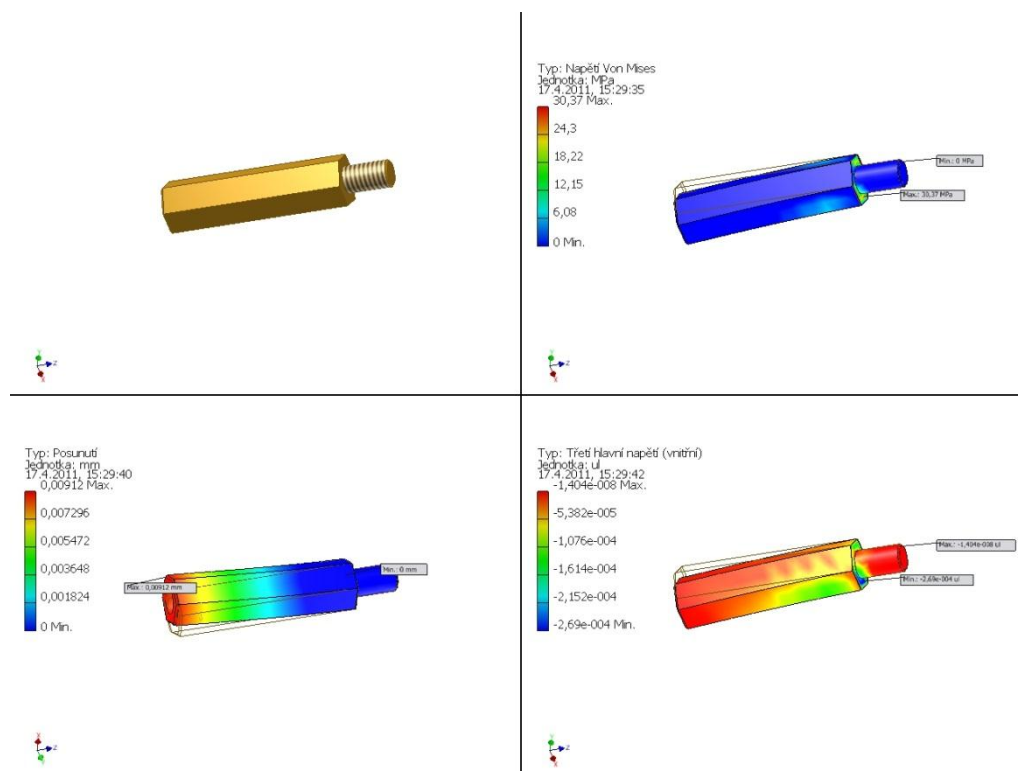 Typ: Napětí Von Mises
Jednotka: MPa
17.4.2011, 15:29:35
30,37 Max.
24,3
18,22
12,15
6,08
0 Min.
Min.: 0 MPa
Max.: 30,37 MPa
Y
Z
X
Y
Z
X
Typ: Posunutí
Jednotka: mm
17.4.2011, 15:29:40
0,00912 Max.
0,007296
0,005472
0,003648
0,001824
0 Min.
Max.: 0,00912 mm
Min.: 0 mm
X
Z
Y
Typ: Třetí hlavní napětí (vnitřní)
Jednotka: ul
17.4.2011, 15:29:42
-1,404e-008 Max.
-5,382e-005
-1,076e-004
-1,614e-004
-2,152e-004
-2,69e-004 Min.
Max.: -1,404e-008 ul
Min.: -2,69e-004 ul
Y
Z
X